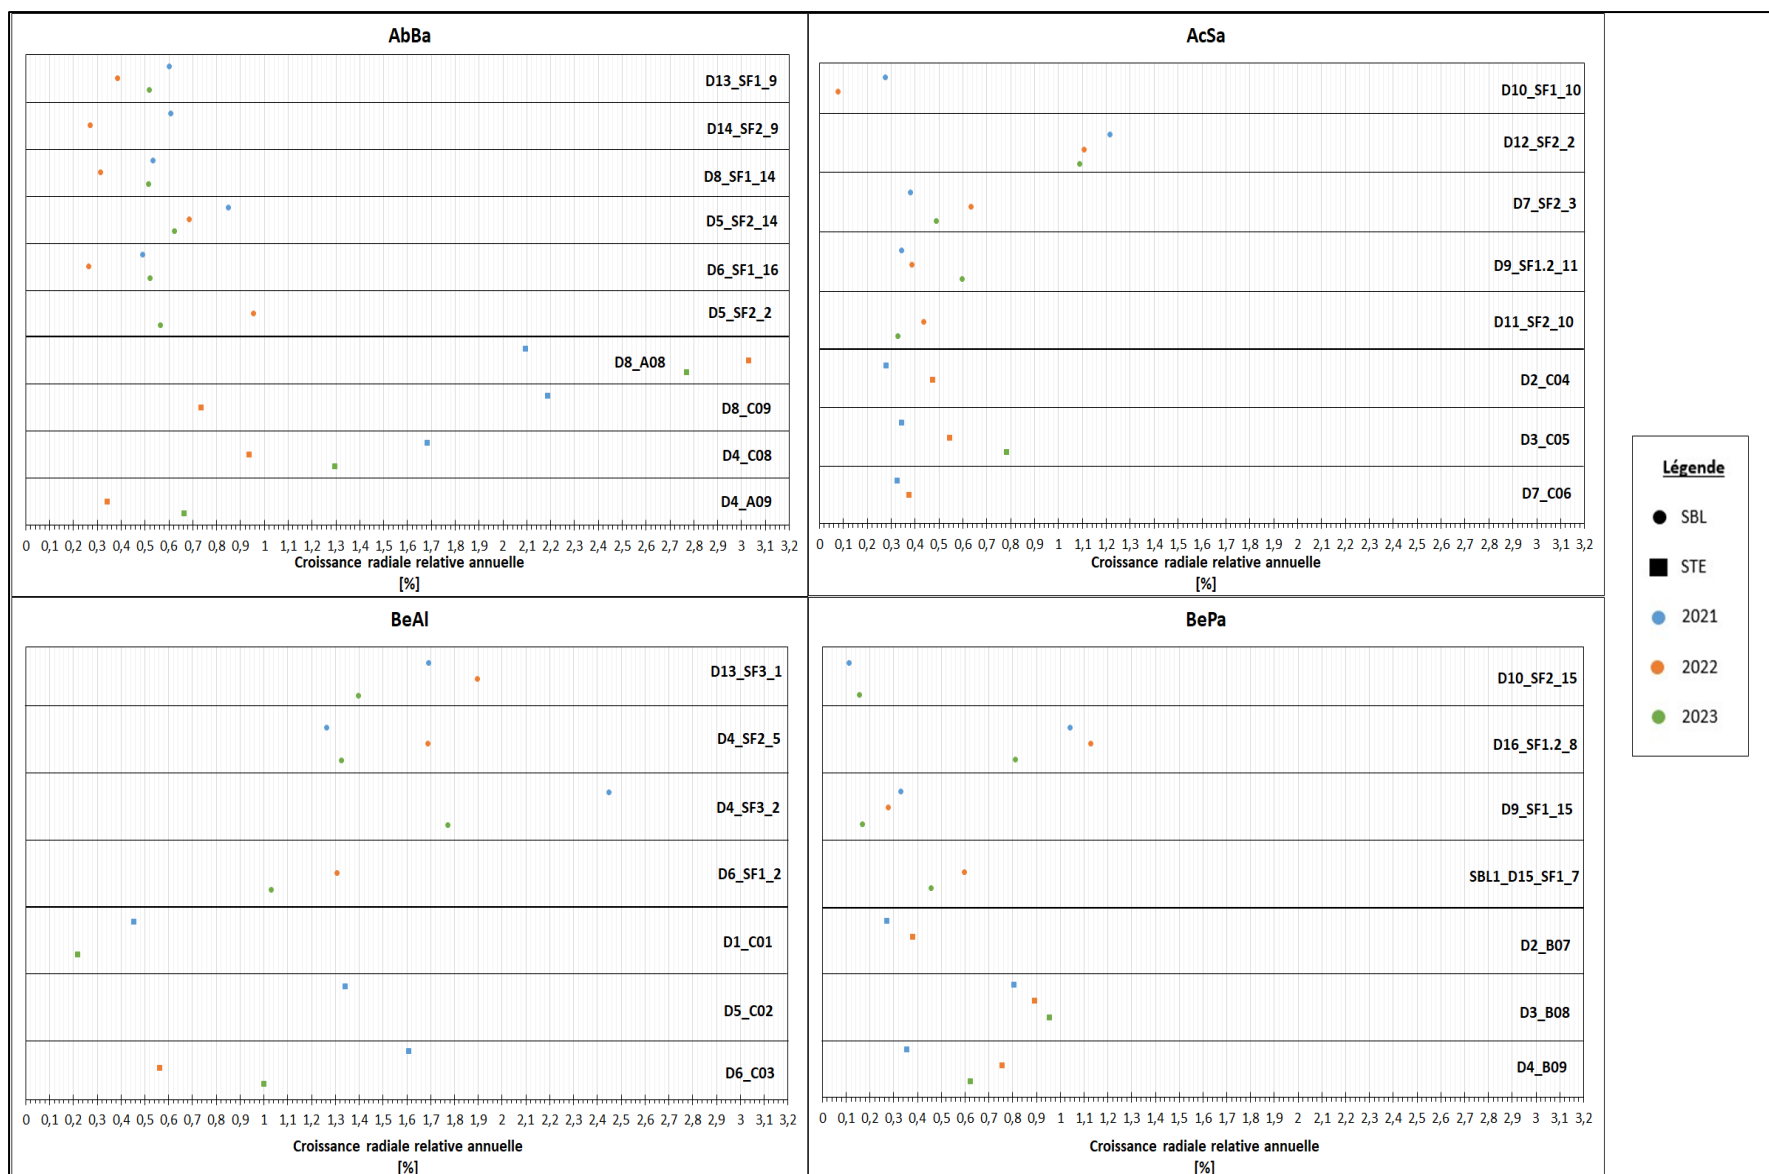 AbBa
D13_SF1_9
D14_SF2_9
D8_SF1_14
D5_SF2_14
D6_SF1_16
D5_SF2_2
D8_A08
D8_C09
D4_C08
D4_A09
0 0,1 0,2 0,3 0,4 0,5 0,6 0,7 0,8 0,9 1 1,1 1,2 1,3 1,4 1,5 1,6 1,7 1,8 1,9 2 2,1 2,2 2,3 2,4 2,5 2,6 2,7 2,8 2,9 3 3,1 3,2
Croissance radiale relative annuelle
[%]
AcSa
D10_SF1_10
D12_SF2_2
D7_SF2_3
D9_SF1.2_11
D11_SF2_10
D2_C04
D3_C05
D7_C06
0 0,1 0,2 0,3 0,4 0,5 0,6 0,7 0,8 0,9 1 1,1 1,2 1,3 1,4 1,5 1,6 1,7 1,8 1,9 2 2,1 2,2 2,3 2,4 2,5 2,6 2,7 2,8 2,9 3 3,1 3,2
Croissance radiale relative annuelle
[%]
BeAl
D13_SF3_1
D4_SF2_5
D4_SF3_2
D6_SF1_2
D1_C01
D5_C02
D6_C03
0 0,1 0,2 0,3 0,4 0,5 0,6 0,7 0,8 0,9 1 1,1 1,2 1,3 1,4 1,5 1,6 1,7 1,8 1,9 2 2,1 2,2 2,3 2,4 2,5 2,6 2,7 2,8 2,9 3 3,1 3,2
Croissance radiale relative annuelle
[%]
BePa
D10_SF2_15
D16_SF1.2_8
D9_SF1_15
SBL1_D15_SF1_7
D2_B07
D3_B08
D4_B09
0 0,1 0,2 0,3 0,4 0,5 0,6 0,7 0,8 0,9 1 1,1 1,2 1,3 1,4 1,5 1,6 1,7 1,8 1,9 2 2,1 2,2 2,3 2,4 2,5 2,6 2,7 2,8 2,9 3 3,1 3,2
Croissance radiale relative annuelle
[%]
Légende
SBL
STE
2021
2022
2023